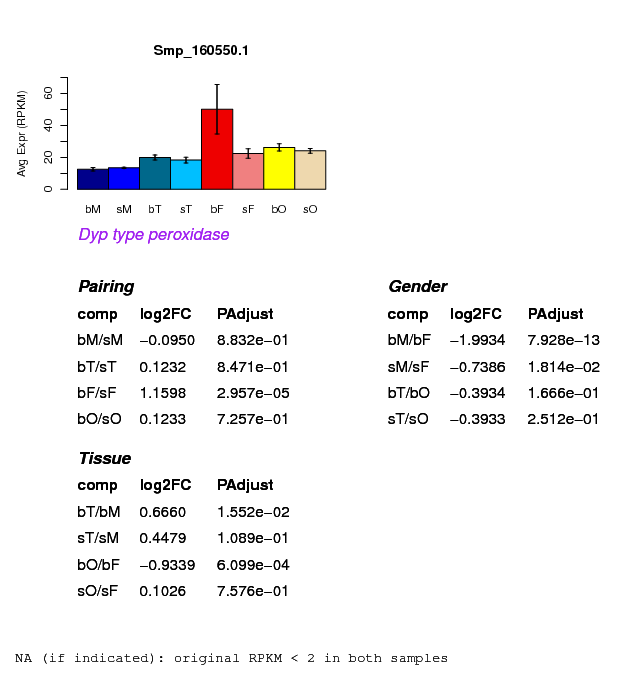 Smp_160550.1
Avg Expr (RPKM)
60
40
20
0
bM sM bT sT bF sF bO sO
Dyp type peroxidase
Pairing
comp log2FC PAdjust
bM/sM −0.0950 8.832e−01
bT/sT 0.1232 8.471e−01
bF/sF 1.1598 2.957e−05
bO/sO 0.1233 7.257e−01
Gender
comp log2FC PAdjust
bM/bF −1.9934 7.928e−13
sM/sF −0.7386 1.814e−02
bT/bO −0.3934 1.666e−01
sT/sO −0.3933 2.512e−01
Tissue
comp log2FC PAdjust
bT/bM 0.6660 1.552e−02
sT/sM 0.4479 1.089e−01
bO/bF −0.9339 6.099e−04
sO/sF 0.1026 7.576e−01
NA (if indicated): original RPKM < 2 in both samples